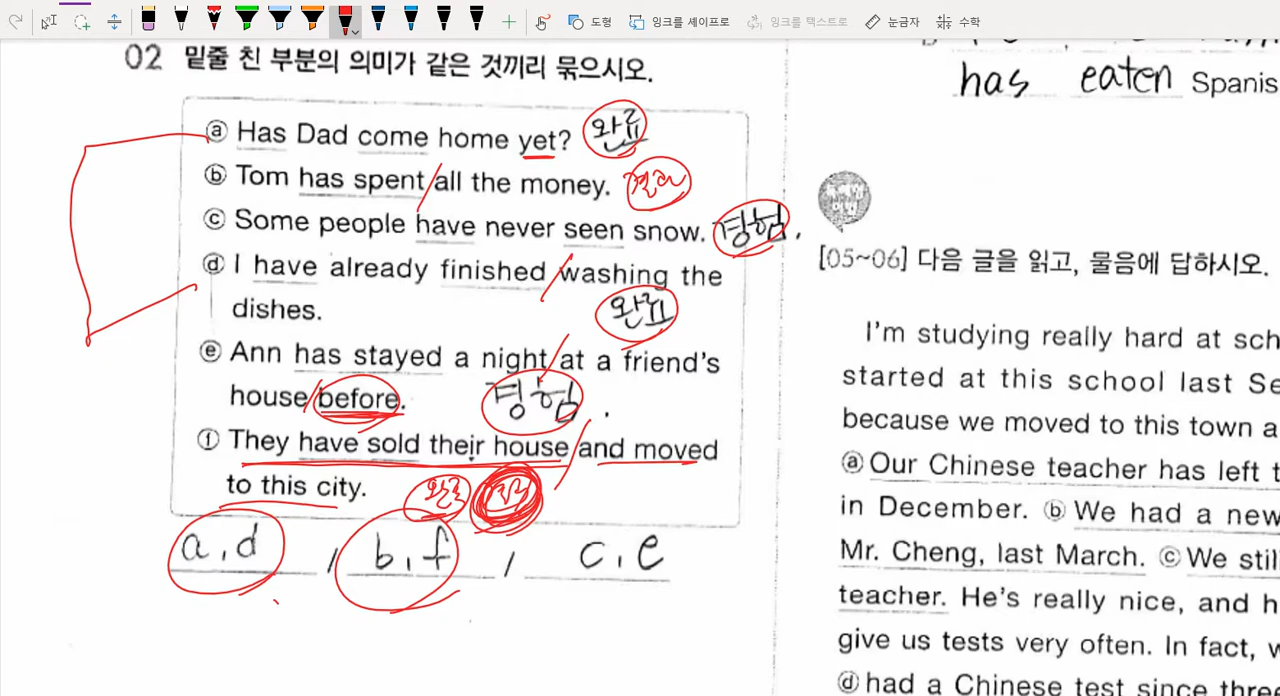 도형 잉크를 셰이프로 잉크를 텍스트로 눈금자 수학
02 밑줄 친 부분의 의미가 같은 것끼리 묶으시오.
ⓐ Has Dad come home yet? 완료
ⓑ Tom has spent all the money. 결과
ⓒ Some people have never seen snow. 경험.
ⓓ I have already finished washing the
dishes. 완료
ⓔ Ann has stayed a night at a friend's
house before. 경험.
ⓕ They have sold their house and moved
to this city. 완료
a, d / b, f / c, e
has eaten Spanis
[05~06] 다음 글을 읽고, 물음에 답하시오.
I'm studying really hard at sch
started at this school last Se
because we moved to this town a
ⓐ Our Chinese teacher has left t
in December. ⓑ We had a new
Mr. Cheng, last March. ⓒ We still
teacher. He's really nice, and h
give us tests very often. In fact, w
ⓓ had a Chinese test since three